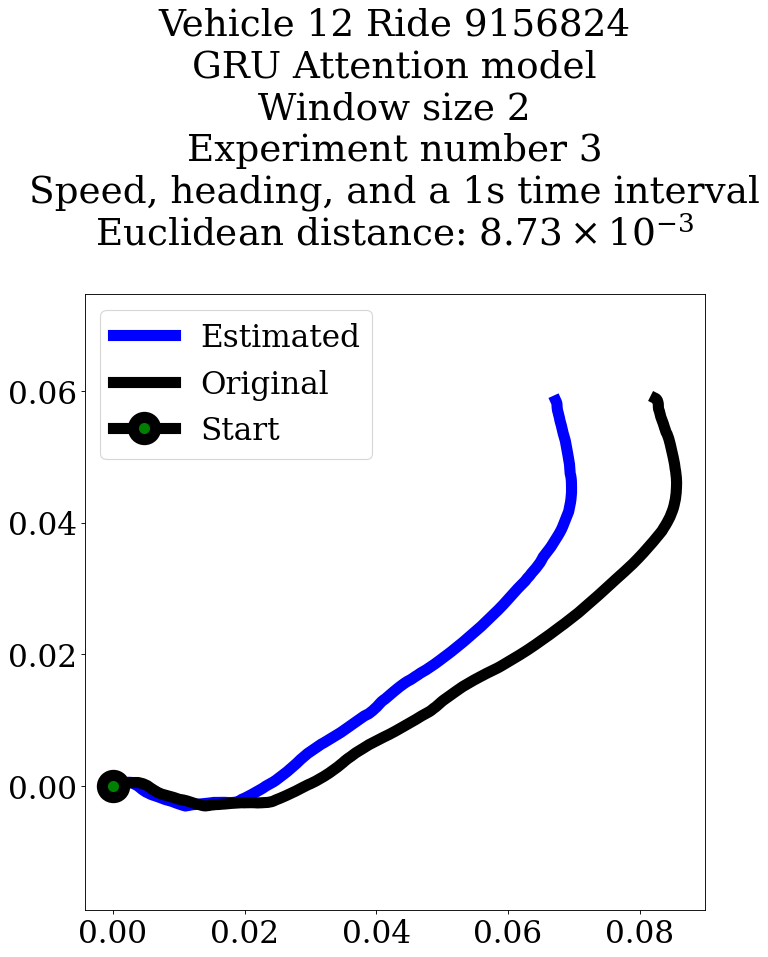 Vehicle 12 Ride 9156824
GRU Attention model
Window size 2
Experiment number 3
Speed, heading, and a 1s time interval
Euclidean distance: 8.73 × 10⁻³
Estimated
Original
Start
0.06
0.04
0.02
0.00
0.00 0.02 0.04 0.06 0.08